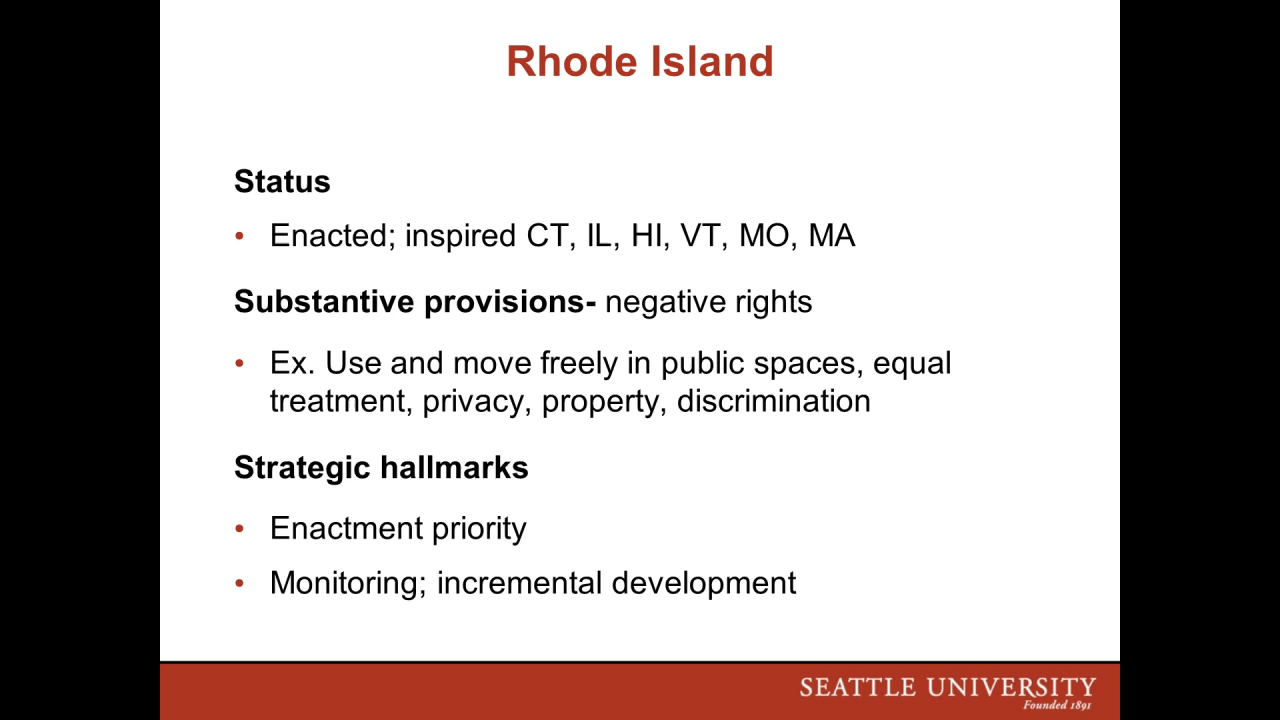 Rhode Island
Status
• Enacted; inspired CT, IL, HI, VT, MO, MA
Substantive provisions- negative rights
• Ex. Use and move freely in public spaces, equal
treatment, privacy, property, discrimination
Strategic hallmarks
• Enactment priority
• Monitoring; incremental development
SEATTLE UNIVERSITY
Founded 1891